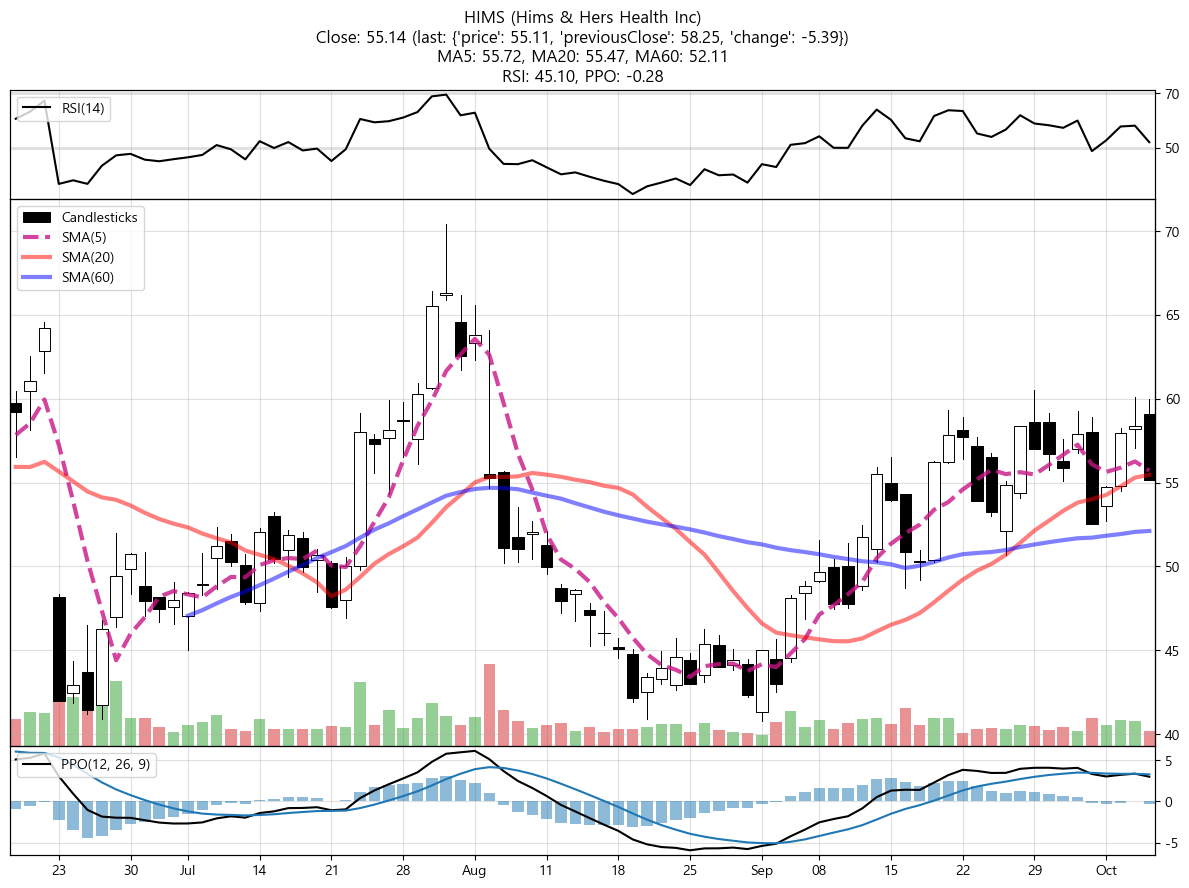 HIMS (Hims & Hers Health Inc)
Close: 55.14 (last: {'price': 55.11, 'previousClose': 58.25, 'change': -5.39})
MA5: 55.72, MA20: 55.47, MA60: 52.11
RSI: 45.10, PPO: -0.28
RSI(14)
70
50
Candlesticks
SMA(5)
SMA(20)
SMA(60)
70
65
60
55
50
45
40
PPO(12, 26, 9)
5
0
-5
23 30 Jul 14 21 28 Aug 11 18 25 Sep 08 15 22 29 Oct